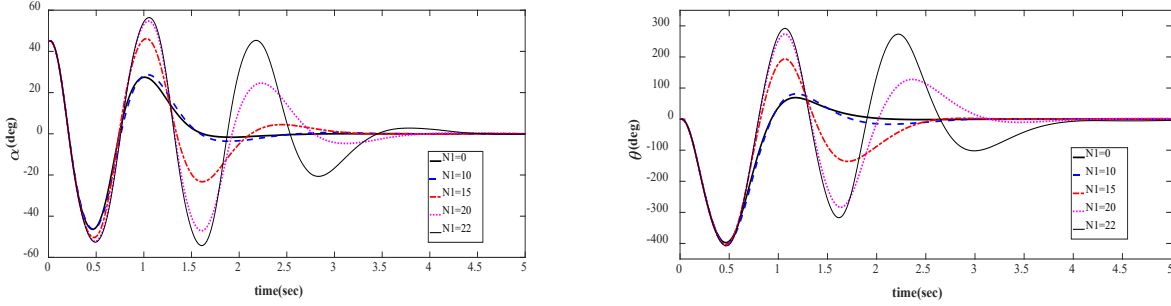 60
40
20
0
-20
-40
60
α(deg)
0 0.5 1 1.5 2 2.5 3 3.5 4 4.5 5
time(sec)
N1=0
N1=10
N1=15
N1=20
N1=22
300
200
100
0
-100
-200
-300
-400
θ(deg)
0 0.5 1 1.5 2 2.5 3 3.5 4 4.5 5
time(sec)
N1=0
N1=10
N1=15
N1=20
N1=22